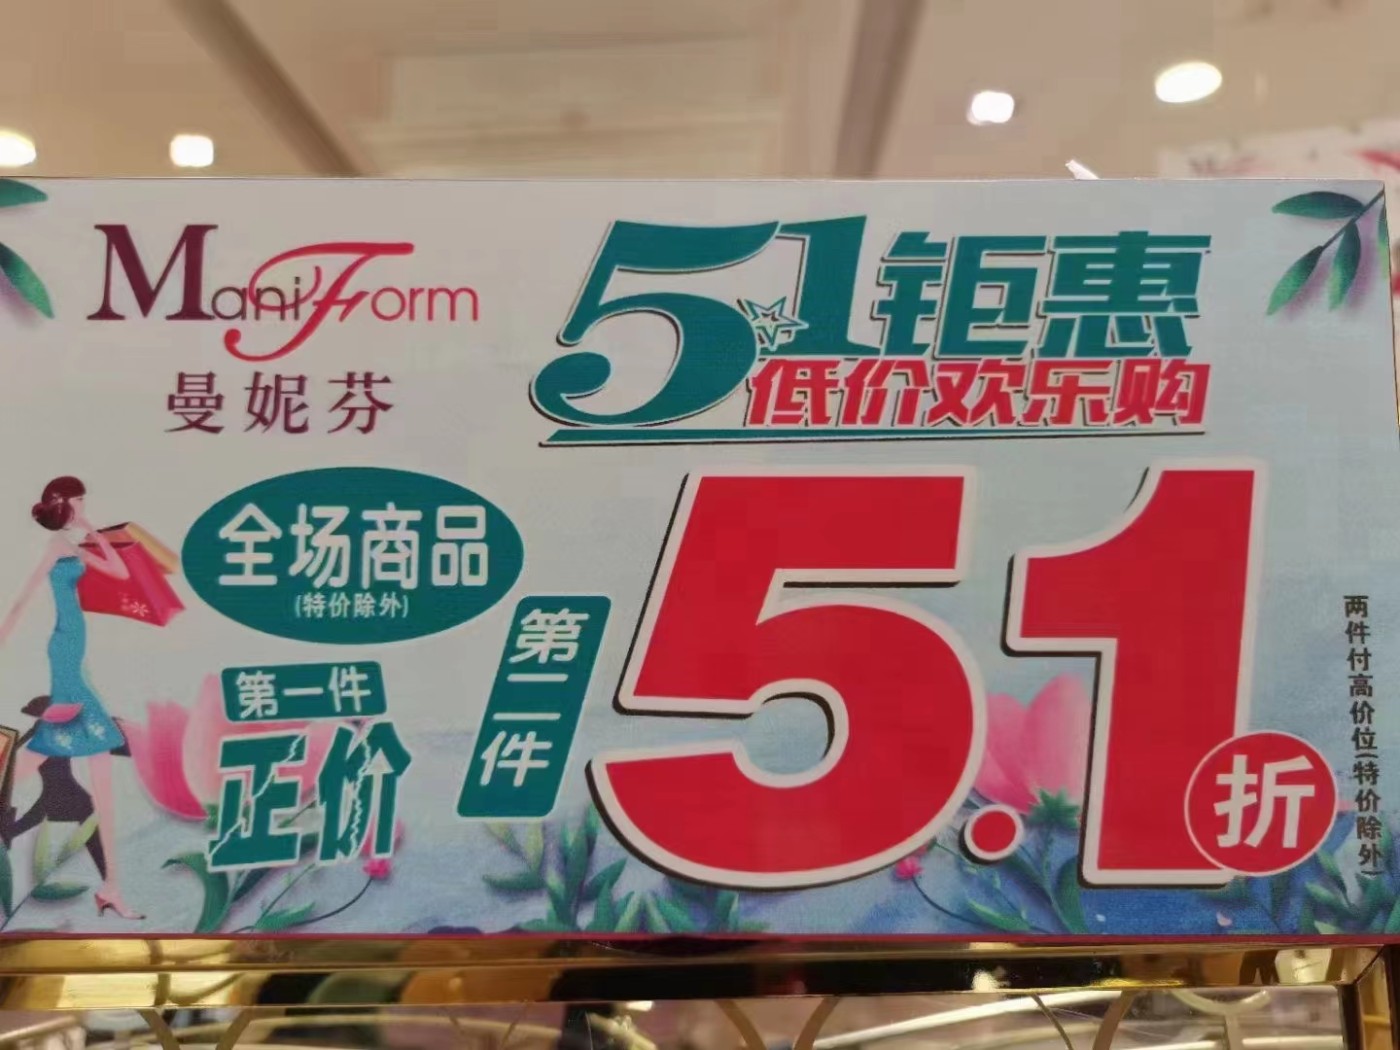 ManiForm
曼妮芬
5.1钜惠
低价欢乐购
全场商品
(特价除外)
第一件
正价
第二件
5.1折
两件付高价位(特价除外)